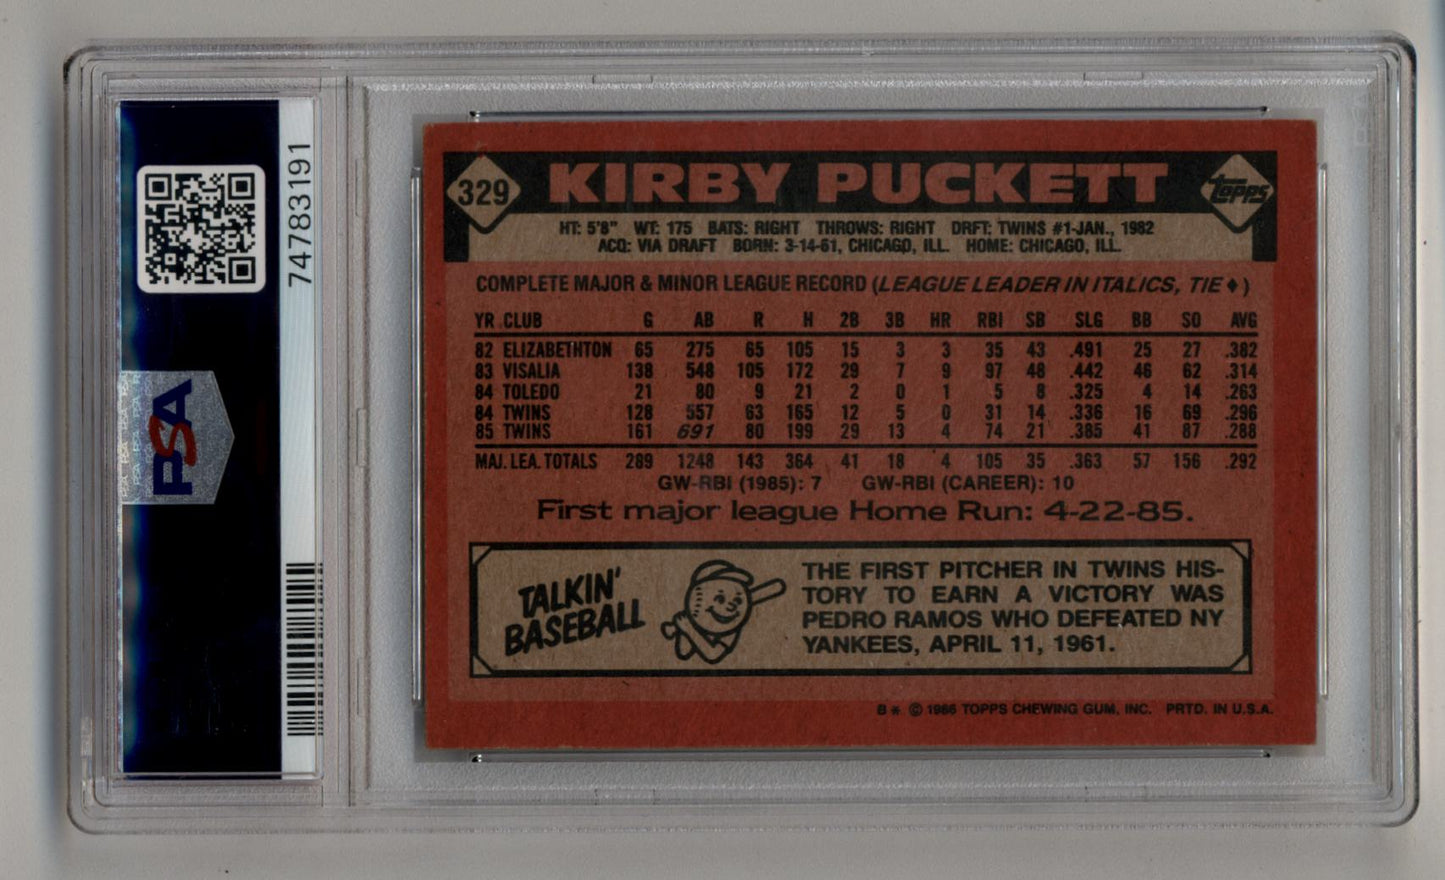 74783191
PSA
329
KIRBY PUCKETT
Topps
HT: 5'8" WT: 175 BATS: RIGHT THROWS: RIGHT DRFT: TWINS #1-JAN., 1982
ACQ: VIA DRAFT BORN: 3-14-61, CHICAGO, ILL. HOME: CHICAGO, ILL.
COMPLETE MAJOR & MINOR LEAGUE RECORD (LEAGUE LEADER IN ITALICS, TIE ♦)
YR CLUB G AB R H 2B 3B HR RBI SB SLG BB SO AVG
82 ELIZABETHTON 65 275 65 105 15 3 3 35 43 .491 25 27 .382
83 VISALIA 138 548 105 172 29 7 9 97 48 .442 46 62 .314
84 TOLEDO 21 80 9 21 2 0 1 5 8 .325 4 14 .263
84 TWINS 128 557 63 165 12 5 0 31 14 .336 16 69 .296
85 TWINS 161 691 80 199 29 13 4 74 21 .385 41 87 .288
MAJ. LEA. TOTALS 289 1248 143 364 41 18 4 105 35 .363 57 156 .292
GW-RBI (1985): 7 GW-RBI (CAREER): 10
First major league Home Run: 4-22-85.
TALKIN'
BASEBALL
THE FIRST PITCHER IN TWINS HIS-
TORY TO EARN A VICTORY WAS
PEDRO RAMOS WHO DEFEATED NY
YANKEES, APRIL 11, 1961.
B* © 1986 TOPPS CHEWING GUM, INC. PRTD. IN U.S.A.